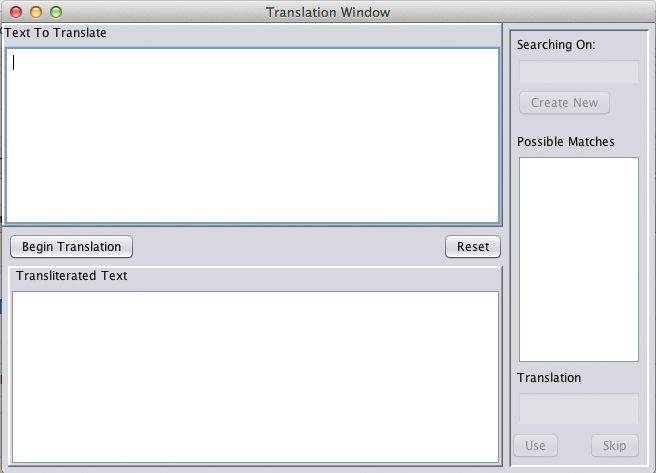 Translation Window
Text To Translate
Begin Translation
Reset
Transliterated Text
Searching On:
Create New
Possible Matches
Translation
Use
Skip